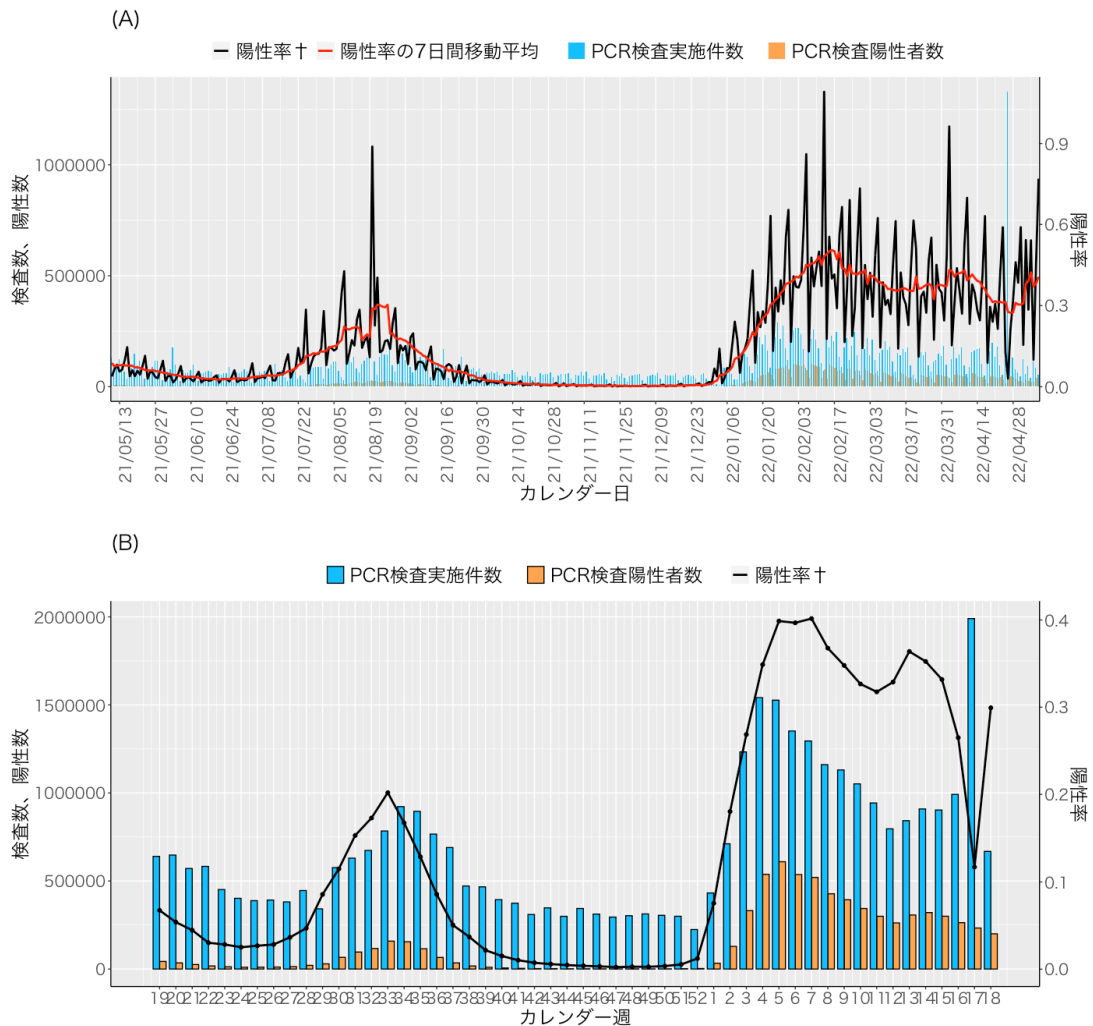 (A)
陽性率† 陽性率の7日間移動平均 PCR検査実施件数 PCR検査陽性者数
検査数、陽性数
1000000
500000
0
陽性率
0.9
0.6
0.3
0.0
21/05/13 21/05/27 21/06/10 21/06/24 21/07/08 21/07/22 21/08/05 21/08/19 21/09/02 21/09/16 21/09/30 21/10/14 21/10/28 21/11/11 21/11/25 21/12/09 21/12/23 22/01/06 22/01/20 22/02/03 22/02/17 22/03/03 22/03/17 22/03/31 22/04/14 22/04/28
カレンダー日
(B)
PCR検査実施件数 PCR検査陽性者数 陽性率†
検査数、陽性数
2000000
1500000
1000000
500000
0
陽性率
0.4
0.3
0.2
0.1
0.0
19 20 21 22 23 24 25 26 27 28 29 30 31 32 33 34 35 36 37 38 39 40 41 42 43 44 45 46 47 48 49 50 51 52 1 2 3 4 5 6 7 8 9 10 11 12 13 14 15 16 17 18
カレンダー週